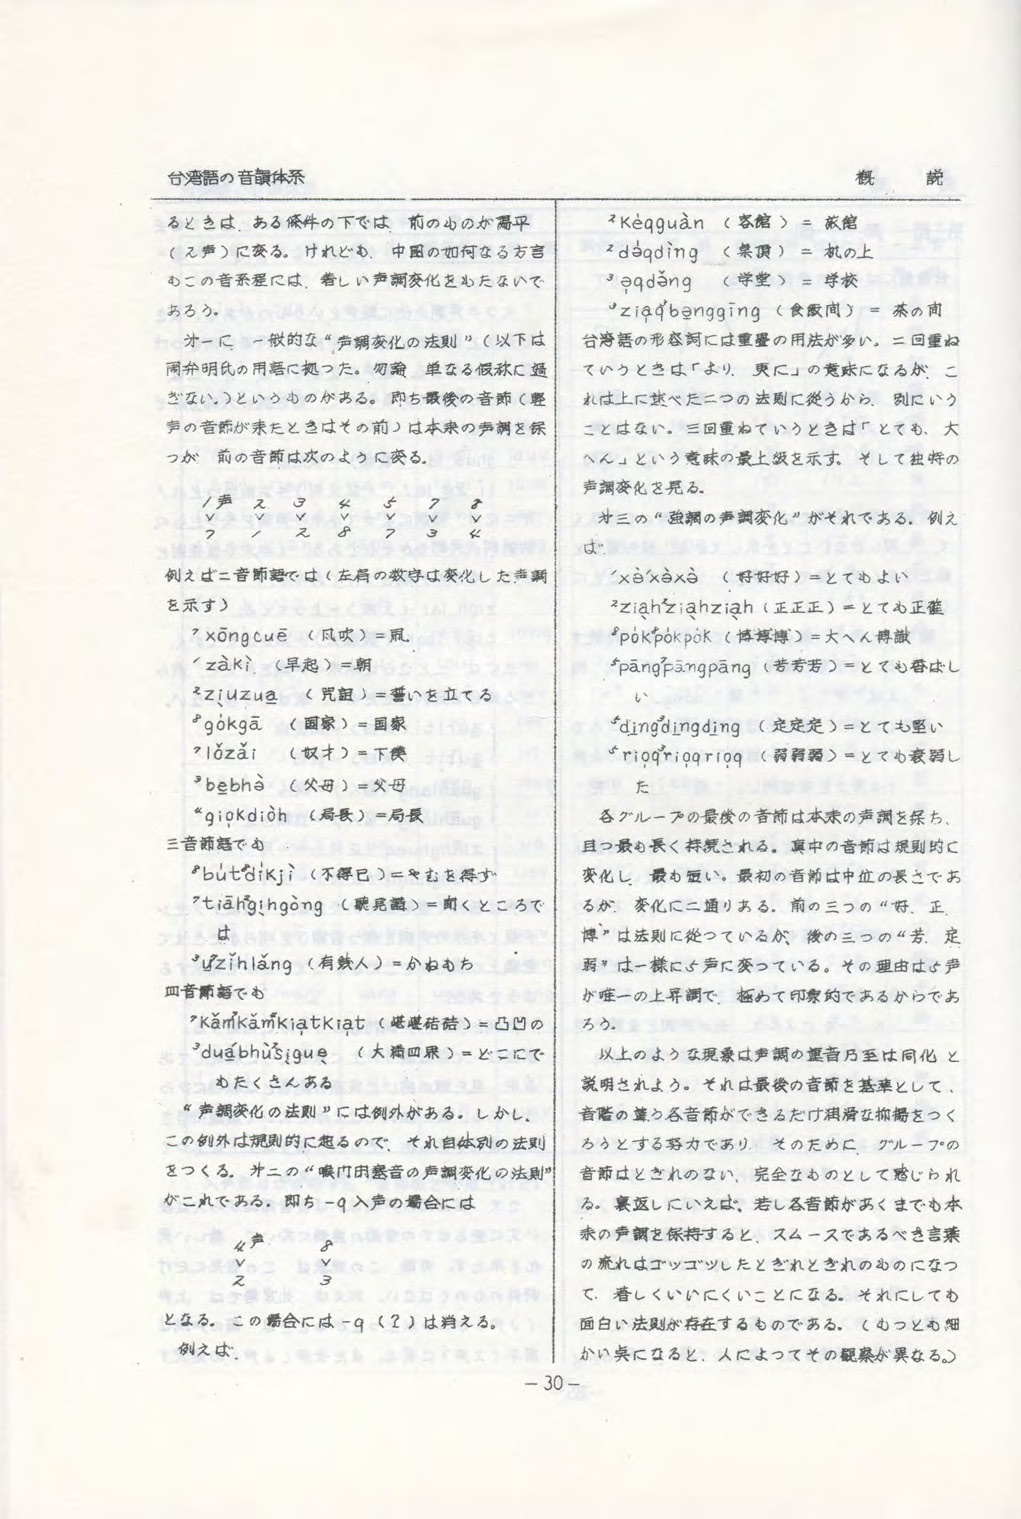 台湾語の音韻体系
概 説
るときは、ある條件の下では、前のものが高平
(2声)に変る。けれども、中国の如何なる方言
もこの音系程には、着しい声調変化をもたないで
あろう。
才一に、一般的な“声調変化の法則”(以下は
周弁明氏の用語に拠った。勿論、単なる假称に過
ぎない。)というものがある。即ち最後の音節(軽
声の音節が来たときはその前)は本来の声調を保
つが、前の音節は次のように変る。
1声 2 3 4 5 7 8
v v v v v v v
7 1 2 8 7 3 4
例えば二音節語では(左肩の数字は変化した声調
を示す)
⁷xōngcuē (风吹)=凧.
¹zàkì. (早起)=朝
²ziuzua (咒詛)=誓いを立てる
⁸gókgā (国家)=国家
⁷lǒzǎi (奴才)=下僕
³bebhè (父母)=父母
⁴giokdiòh (局長)=局長
三音節語でも
⁸bút⁸díkjì (不得已)=やむを得ず
⁷tiāh²gihgòng (聴見講)=聞くところで
は
³u³zǐhlǎng (有銭人)=かねもち
四音節語でも
⁷kǎm⁷kǎm⁴kiatkiat (堪堪硞硞)=凸凹の
³dua¹bhù³sigue (大碼四界)=どこにで
もたくさんある
“声調変化の法則”には例外がある。しかし、
この例外は規則的に起るので、それ自体別の法則
をつくる。才二の“喉门闭塞音の声調変化の法則”
がこれである。即ち-q入声の場合には
4声 8
v v
2 3
となる。この場合には-q(ʔ)は消える。
例えば、
²Kèqguàn (客館) = 旅館
²dèqdìng (桌頂) = 机の上
³oqdǎng (学堂) = 学校
³ziaq³bənggīng (食飯间) = 茶の间
台湾語の形容詞には重畳の用法が多い。二回重ね
ていうときは「より、更に」の意味になるが、こ
れは上に述べた二つの法則に従うから、別にいう
ことはない。三回重ねていうときは「とても、大
へん」という意味の最上級を示す。そして独特の
声調変化を見る。
才三の“強調の声調変化”がそれである。例え
ば、
¹xə̀¹xə̀xə̀ (好好好)=とてもよい
²ziah²ziahziah (正正正)=とても正確
⁸pók⁸pókpók (博博博)=大へん博識
⁵pāng⁷pāngpāng (芳芳芳)=とても香ばし
い
⁵ding³dingding (定定定)=とても堅い
⁵rioq³rioqrioq (弱弱弱)=とても衰弱し
た
各グループの最後の音節は本来の声調を保ち、
且つ最も長く持続される。真中の音節は規則的に
変化し、最も短い。最初の音節は中位の長さであ
るが、変化に二通りある。前の三つの“好、正、
博”は法則に従っているが、後の三つの“芳、定
弱”は一様に5声に変っている。その理由は5声
が唯一の上昇調で、極めて印象的であるからであ
ろう。
以上のような現象は声調の諧音乃至は同化と
説明されよう。それは最後の音節を基準として、
音階の違う各音節ができるだけ円滑な抑揚をつく
ろうとする努力であり、そのために、グループの
音節はとぎれのない、完全なものとして感じられ
る。裏返しにいえば、若し各音節があくまでも本
来の声調を保持すると、スムースであるべき言葉
の流れはゴツゴツしたとぎれとぎれのものになっ
て、着しくいいにくいことになる。それにしても
面白い法則が存在するものである。(もっとも細
かい奌になると、人によってその観察が異なる。)
-30-